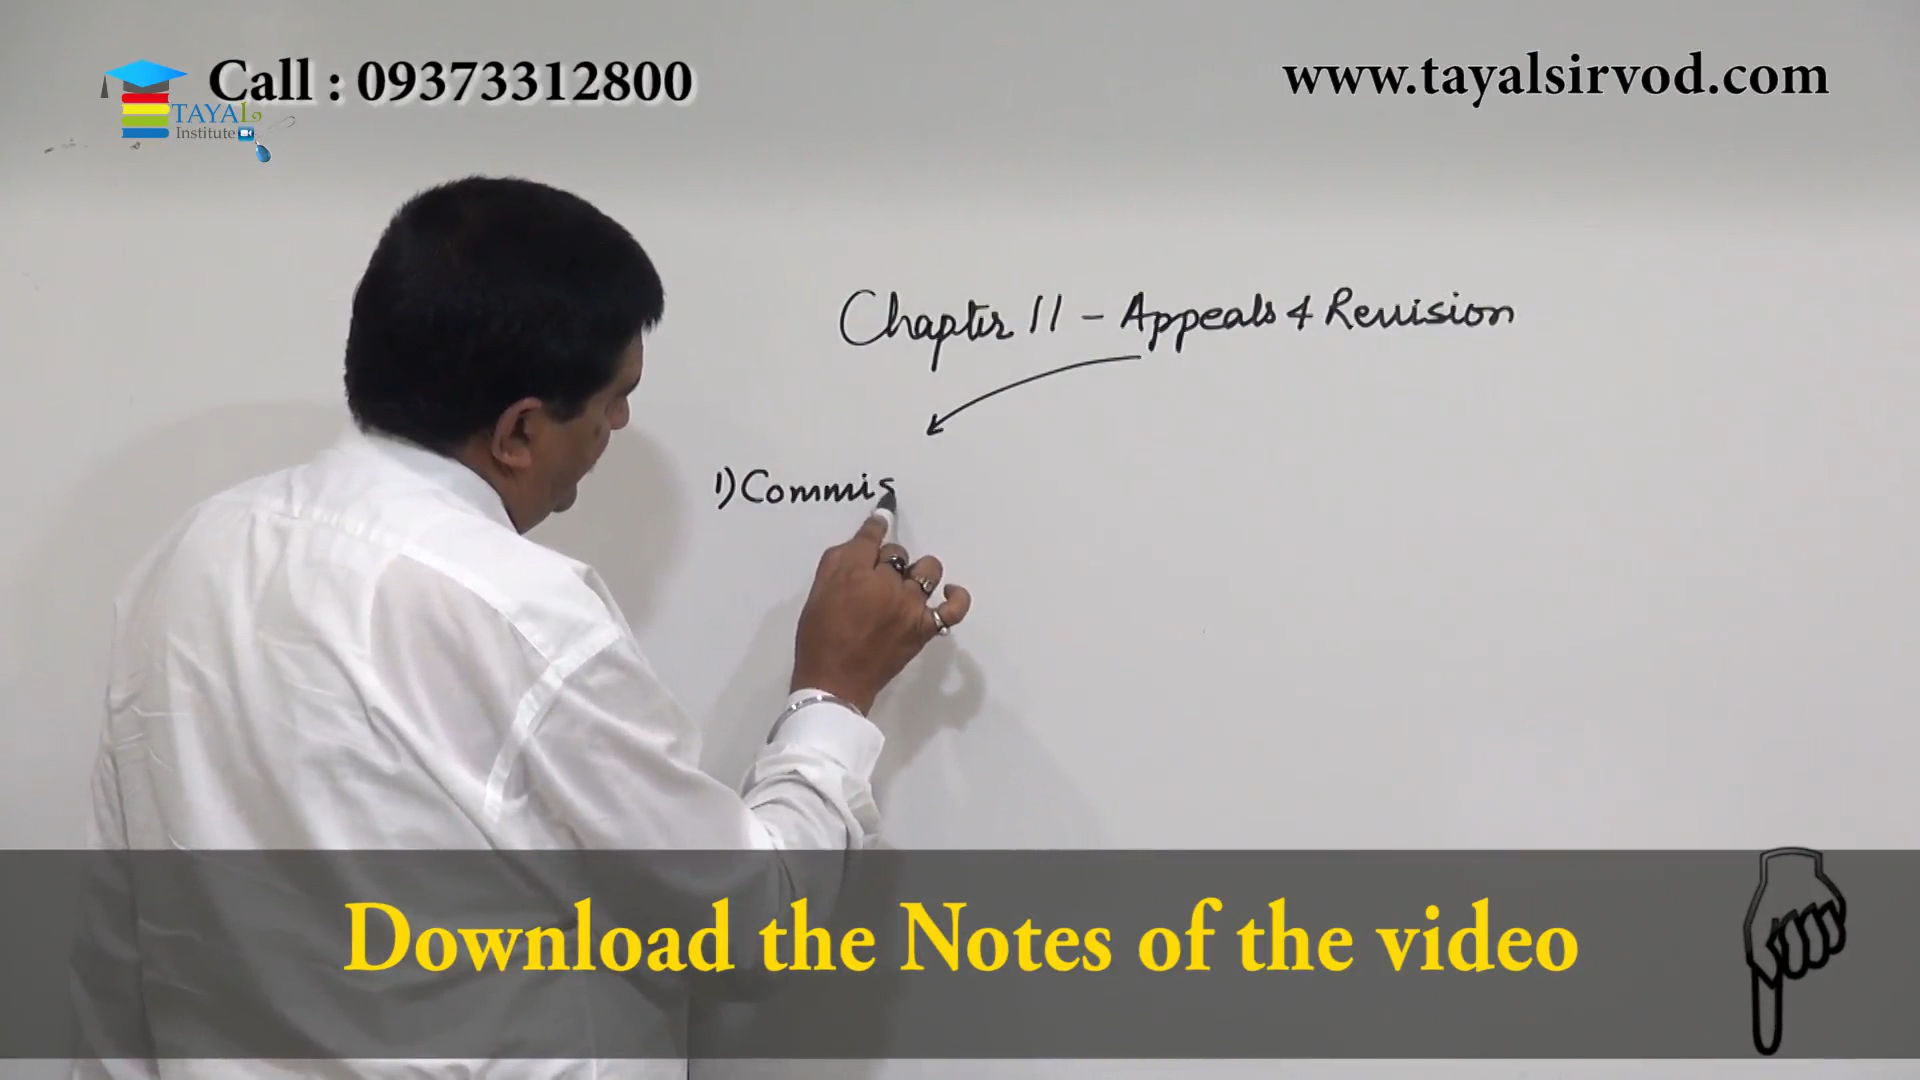 Call : 09373312800
www.tayalsirvod.com
TAYAL
Institute
Chapter 11 - Appeals & Revision
1) Commis
Download the Notes of the video